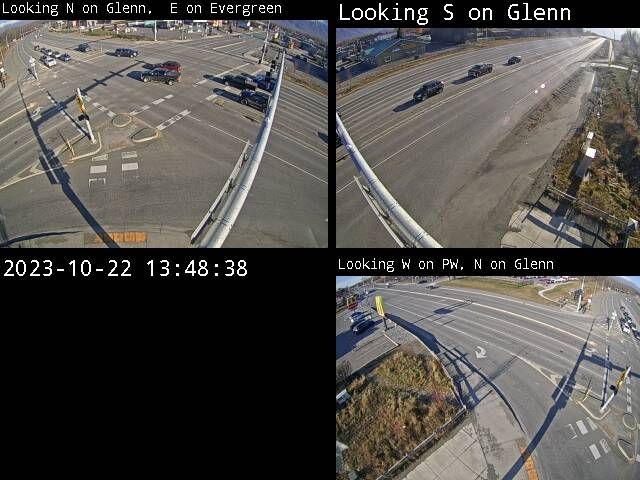 Looking N on Glenn,  E on Evergreen
Looking S on Glenn
2023-10-22 13:48:38
Looking W on PW, N on Glenn